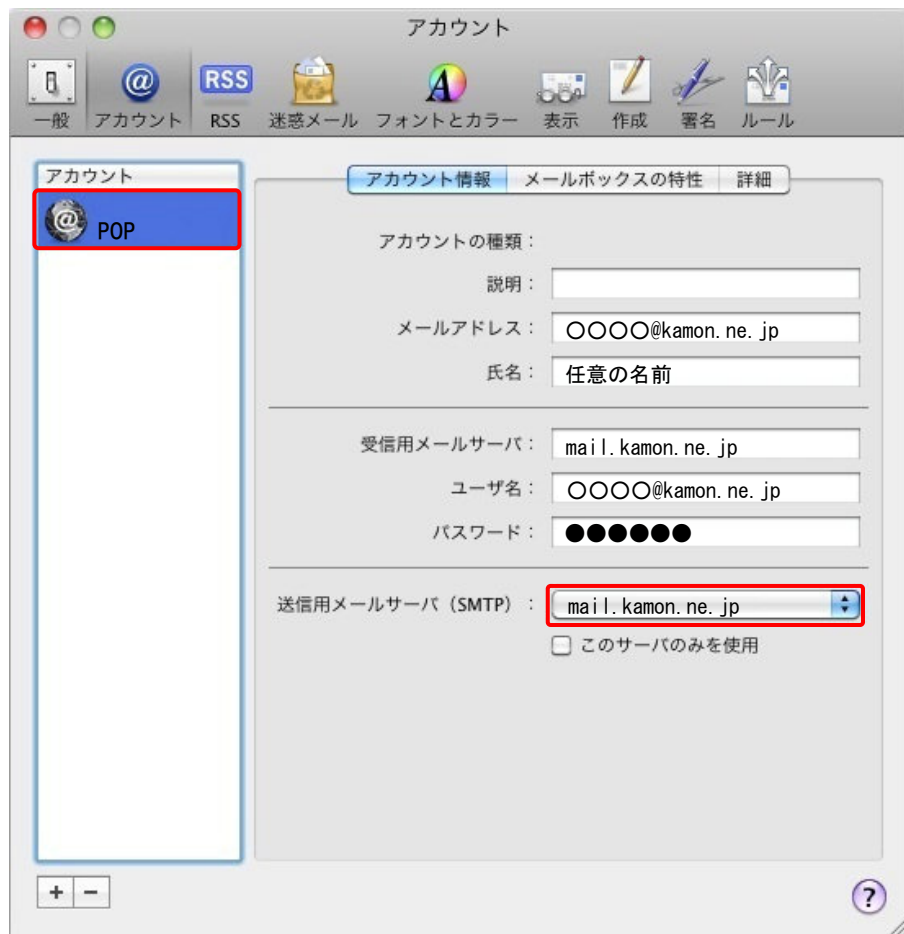 アカウント
RSS
一般 アカウント RSS 迷惑メール フォントとカラー 表示 作成 署名 ルール
アカウント
POP
アカウント情報 メールボックスの特性 詳細
アカウントの種類：
説明：
メールアドレス： 〇〇〇〇@kamon.ne.jp
氏名： 任意の名前
受信用メールサーバ： mail.kamon.ne.jp
ユーザ名： 〇〇〇〇@kamon.ne.jp
パスワード： ●●●●●●
送信用メールサーバ（SMTP）： mail.kamon.ne.jp
このサーバのみを使用
+ − ?